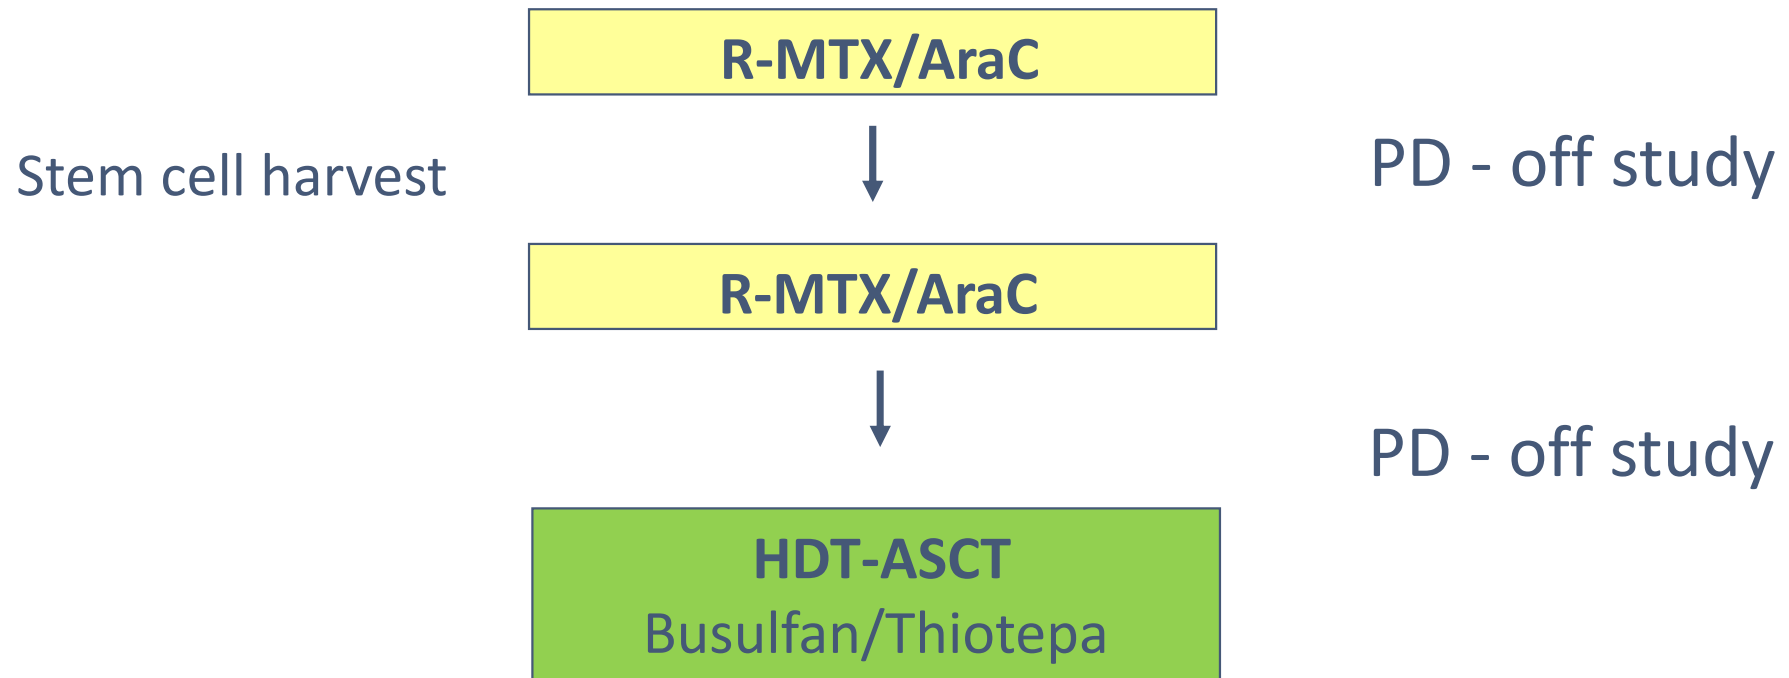 R-MTX/AraC
Stem cell harvest
PD - off study
R-MTX/AraC
PD - off study
HDT-ASCT
Busulfan/Thiotepa